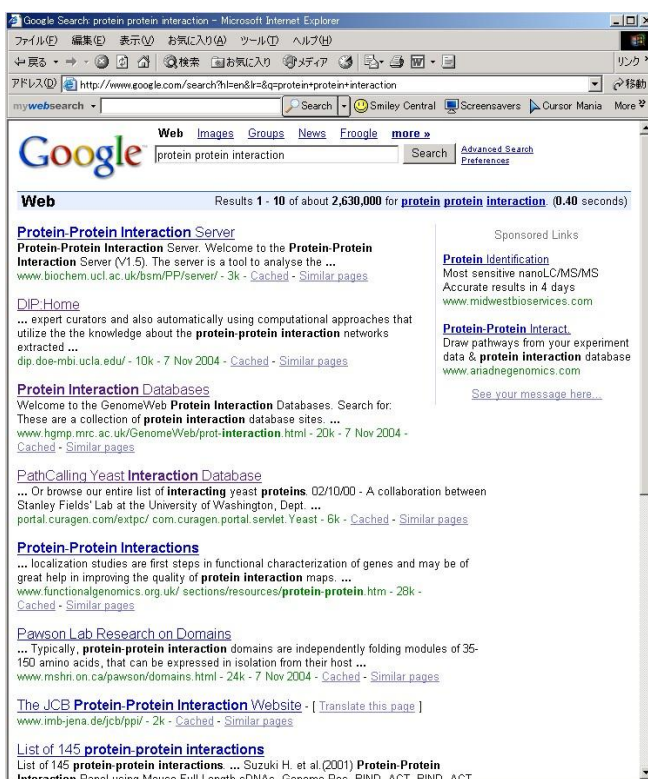 Google Search: protein protein interaction - Microsoft Internet Explorer
ファイル(F) 編集(E) 表示(V) お気に入り(A) ツール(T) ヘルプ(H)
戻る 検索 お気に入り メディア リンク »
アドレス(D) http://www.google.com/search?hl=en&lr=&q=protein+protein+interaction 移動
mywebsearch Search Smiley Central Screensavers Cursor Mania More »
Web Images Groups News Froogle more »
Google protein protein interaction Search Advanced Search
Preferences
Web Results 1 - 10 of about 2,630,000 for protein protein interaction. (0.40 seconds)
Protein-Protein Interaction Server
Protein-Protein Interaction Server. Welcome to the Protein-Protein
Interaction Server (V1.5). The server is a tool to analyse the ...
www.biochem.ucl.ac.uk/bsm/PP/server/ - 3k - Cached - Similar pages
DIP:Home
... expert curators and also automatically using computational approaches that
utilize the the knowledge about the protein-protein interaction networks
extracted ...
dip.doe-mbi.ucla.edu/ - 10k - 7 Nov 2004 - Cached - Similar pages
Protein Interaction Databases
Welcome to the GenomeWeb Protein Interaction Databases. Search for:
These are a collection of protein interaction database sites. ...
www.hgmp.mrc.ac.uk/GenomeWeb/prot-interaction.html - 20k - 7 Nov 2004 -
Cached - Similar pages
PathCalling Yeast Interaction Database
... Or browse our entire list of interacting yeast proteins. 02/10/00 - A collaboration between
Stanley Fields' Lab at the University of Washington, Dept. ...
portal.curagen.com/extpc/ com.curagen.portal.servlet.Yeast - 6k - Cached - Similar pages
Protein-Protein Interactions
... localization studies are first steps in functional characterization of genes and may be of
great help in improving the quality of protein interaction maps. ...
www.functionalgenomics.org.uk/ sections/resources/protein-protein.htm - 28k -
Cached - Similar pages
Pawson Lab Research on Domains
... Typically, protein-protein interaction domains are independently folding modules of 35-
150 amino acids, that can be expressed in isolation from their host ...
www.mshri.on.ca/pawson/domains.html - 24k - 7 Nov 2004 - Cached - Similar pages
The JCB Protein-Protein Interaction Website - [ Translate this page ]
www.imb-jena.de/jcb/ppi/ - 2k - Cached - Similar pages
List of 145 protein-protein interactions
List of 145 protein-protein interactions. ... Suzuki H. et al.(2001) Protein-Protein
Interaction Panel using Mouse Full-Length cDNAs, Genome Res. BIND, ACT, BIND, ACT
Sponsored Links
Protein Identification
Most sensitive nanoLC/MS/MS
Accurate results in 4 days
www.midwestbioservices.com
Protein-Protein Interact.
Draw pathways from your experiment
data & protein interaction database
www.ariadnegenomics.com
See your message here...